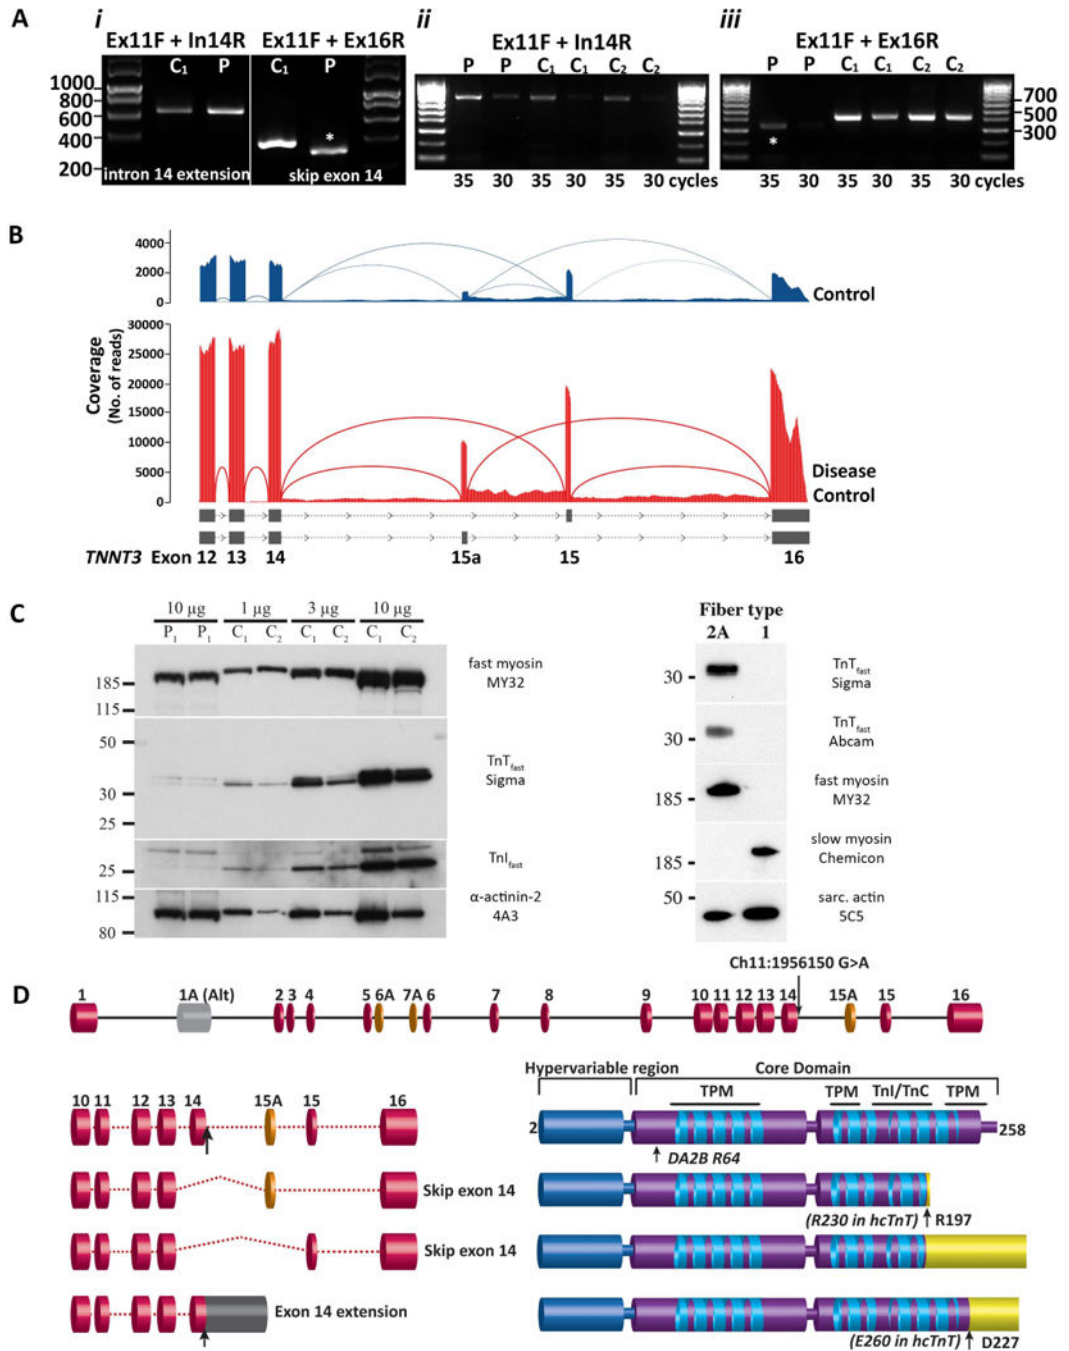 A
i
ii
iii
Ex11F + In14R
Ex11F + Ex16R
Ex11F + In14R
Ex11F + Ex16R
C1 P
C1 P
P P C1 C1 C2 C2
P P C1 C1 C2 C2
1000
800
600
400
200
*
*
700
500
300
intron 14 extension
skip exon 14
35 30 35 30 35 30 cycles
35 30 35 30 35 30 cycles
B
4000
2000
0
Control
30000
25000
20000
15000
10000
5000
0
Coverage
(No. of reads)
Disease
Control
TNNT3 Exon 12 13 14 15a 15 16
C
10 µg 1 µg 3 µg 10 µg
P1 P1 C1 C2 C1 C2 C1 C2
185
115
fast myosin
MY32
50
30
25
TnTfast
Sigma
25
TnIfast
115
80
α-actinin-2
4A3
Fiber type
2A 1
30
TnTfast
Sigma
30
TnTfast
Abcam
185
fast myosin
MY32
185
slow myosin
Chemicon
50
sarc. actin
5C5
D
Ch11:1956150 G>A
1 1A (Alt) 2 3 4 5 6A 7A 6 7 8 9 10 11 12 13 14 15A 15 16
10 11 12 13 14 15A 15 16
Skip exon 14
Skip exon 14
Exon 14 extension
Hypervariable region Core Domain
TPM TPM TnI/TnC TPM
2
258
DA2B R64
(R230 in hcTnT) R197
(E260 in hcTnT) D227